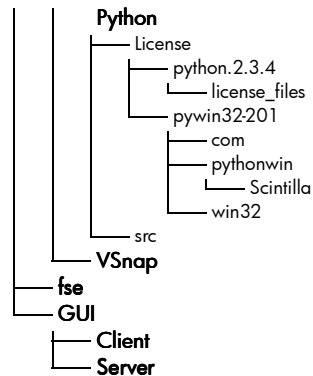 Python
License
python.2.3.4
license_files
pywin32-201
com
pythonwin
Scintilla
win32
src
VSnap
fse
GUI
Client
Server